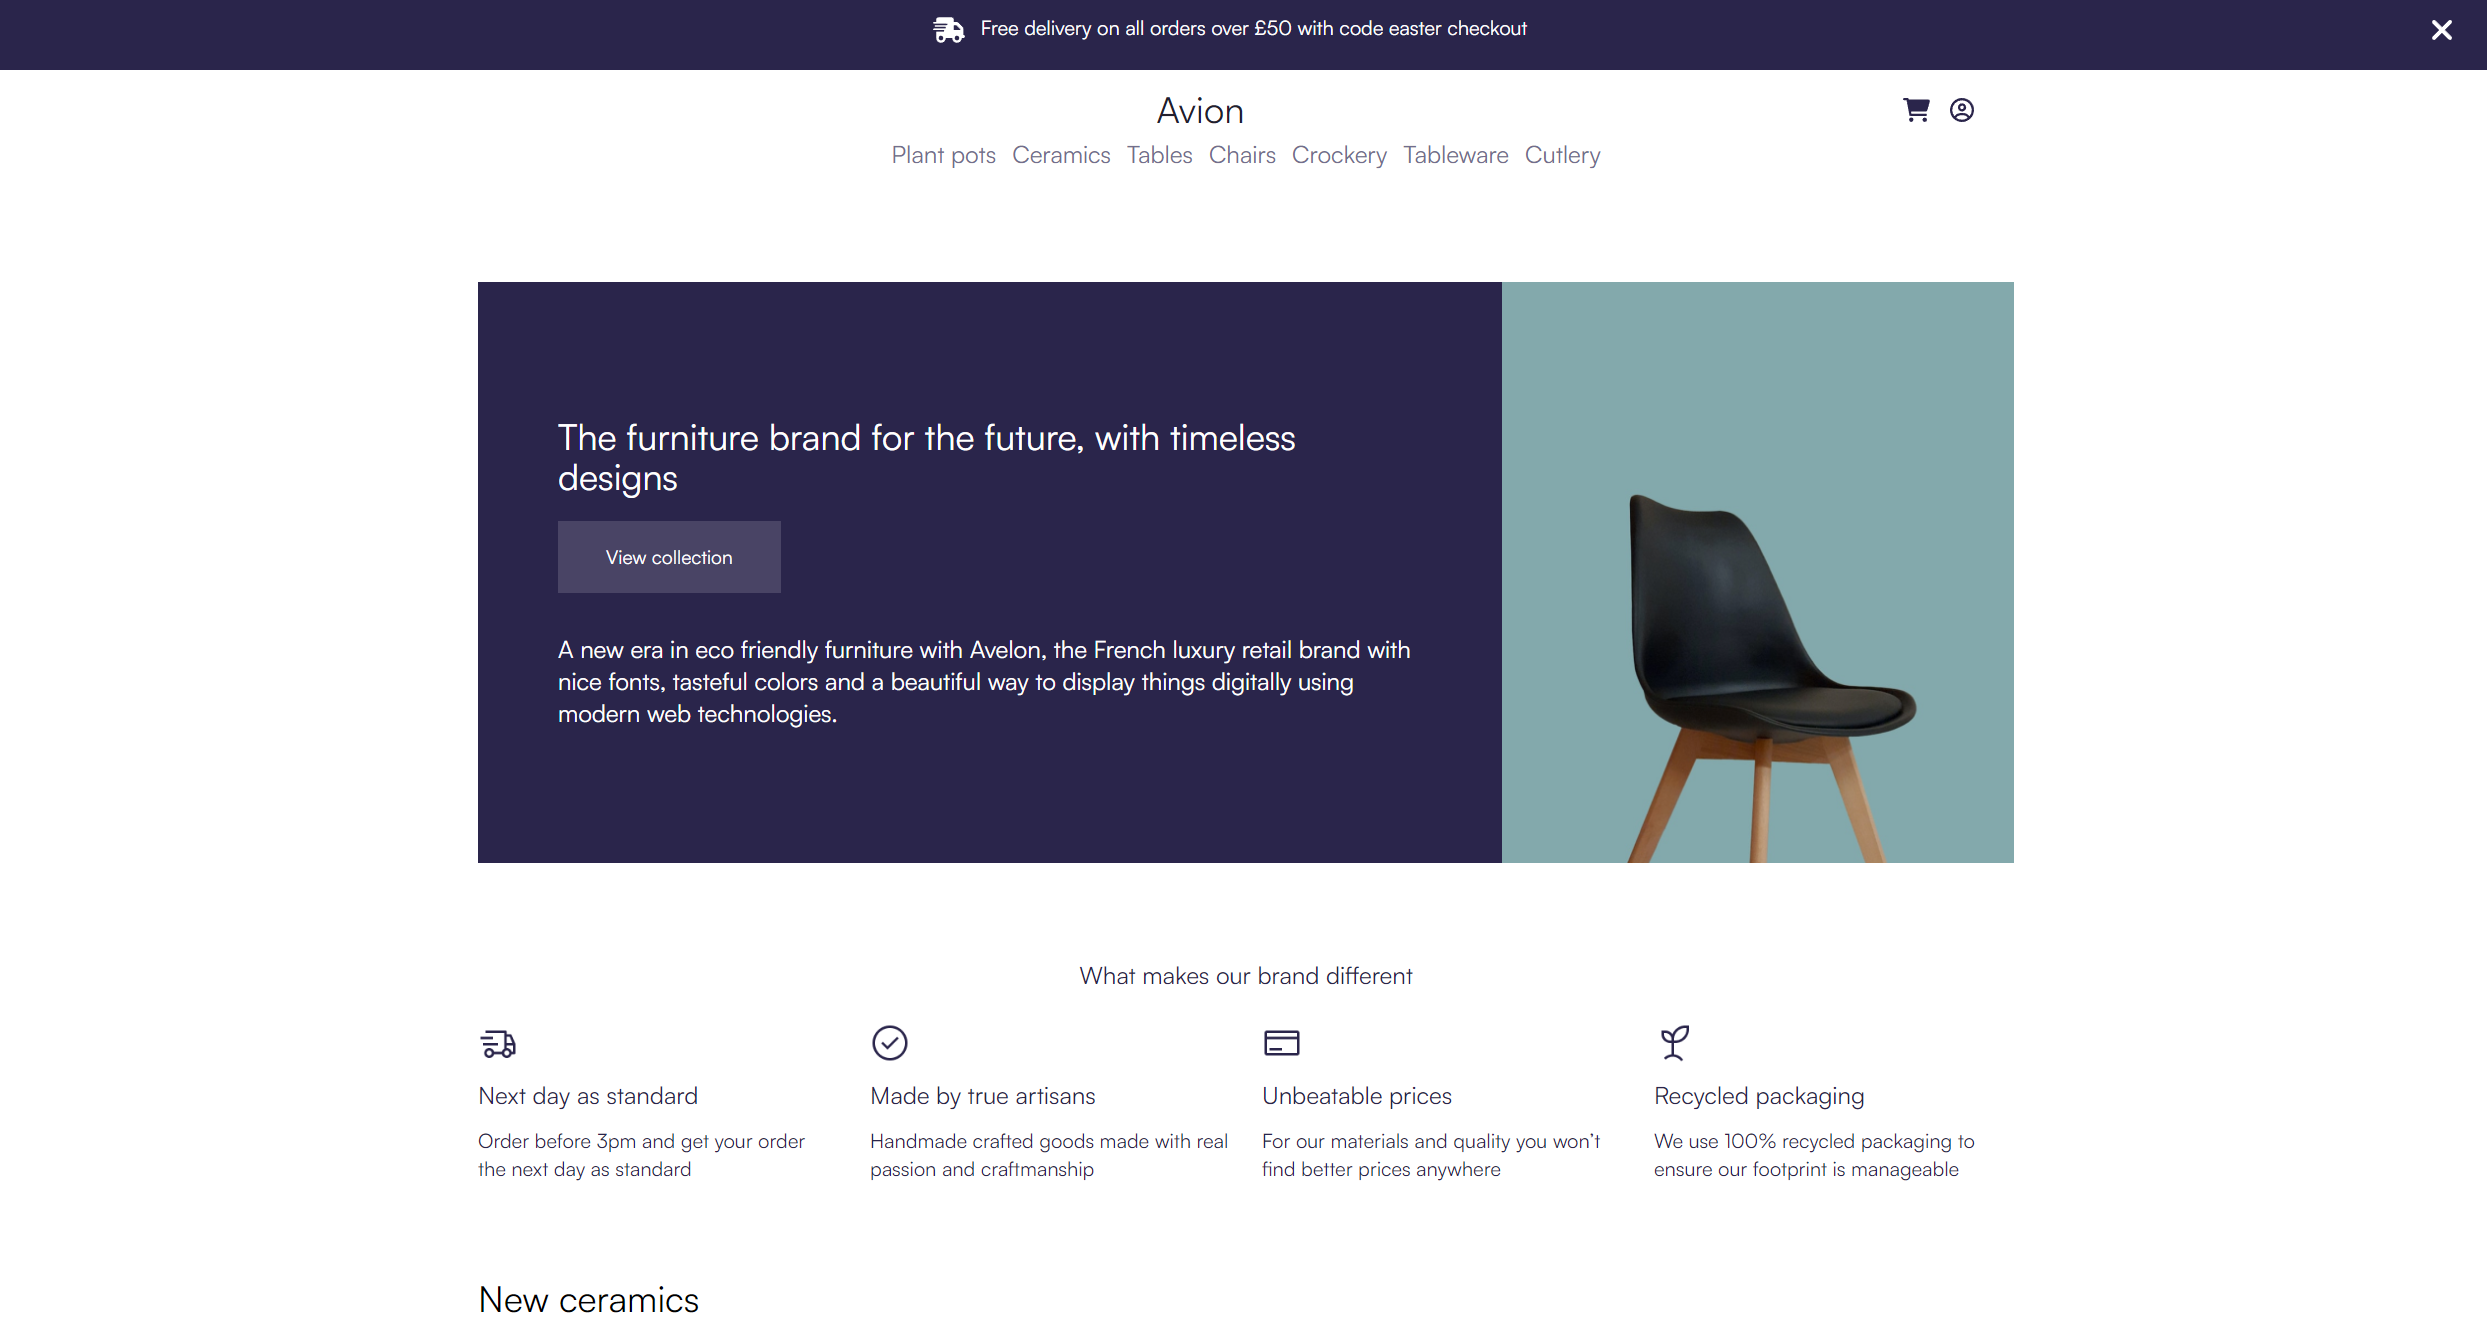 Free delivery on all orders over £50 with code easter checkout
Avion
Plant pots Ceramics Tables Chairs Crockery Tableware Cutlery
The furniture brand for the future, with timeless
designs
View collection
A new era in eco friendly furniture with Avelon, the French luxury retail brand with
nice fonts, tasteful colors and a beautiful way to display things digitally using
modern web technologies.
What makes our brand different
Next day as standard
Order before 3pm and get your order
the next day as standard
Made by true artisans
Handmade crafted goods made with real
passion and craftmanship
Unbeatable prices
For our materials and quality you won’t
find better prices anywhere
Recycled packaging
We use 100% recycled packaging to
ensure our footprint is manageable
New ceramics